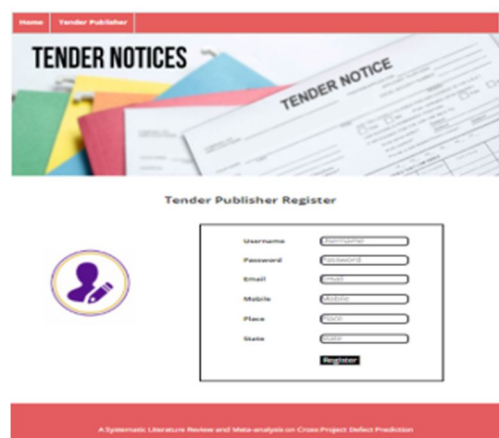 Home Tender Publisher
TENDER NOTICES
TENDER NOTICE
Tender Publisher Register
Username Username
Password Password
Email Email
Mobile Mobile
Place Place
State State
Register
A Systematic Literature Review and Meta-analysis on Cross Project Defect Prediction